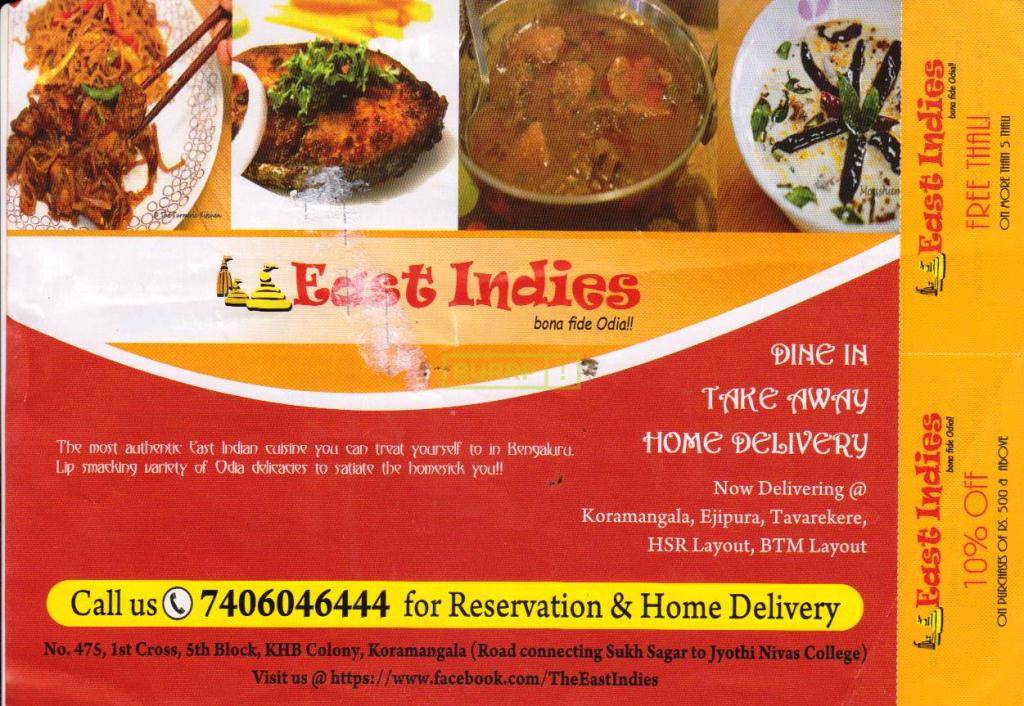 © The Turmeric Kitchen
East Indies
bona fide Odia!!
DINE IN
TAKE AWAY
HOME DELIVERY
The most authentic East Indian cuisine you can treat yourself to in Bengaluru.
Lip smacking variety of Odia delicacies to satiate the homesick you!!
Now Delivering @
Koramangala, Ejipura, Tavarekere,
HSR Layout, BTM Layout
Call us 7406046444 for Reservation & Home Delivery
No. 475, 1st Cross, 5th Block, KHB Colony, Koramangala (Road connecting Sukh Sagar to Jyothi Nivas College)
Visit us @ https://www.facebook.com/TheEastIndies
East Indies
bona fide Odia!!
FREE THALI
ON MORE THAN 5 THALI
East Indies
bona fide Odia!!
10% Off
ON PURCHASES OF RS. 500 & ABOVE